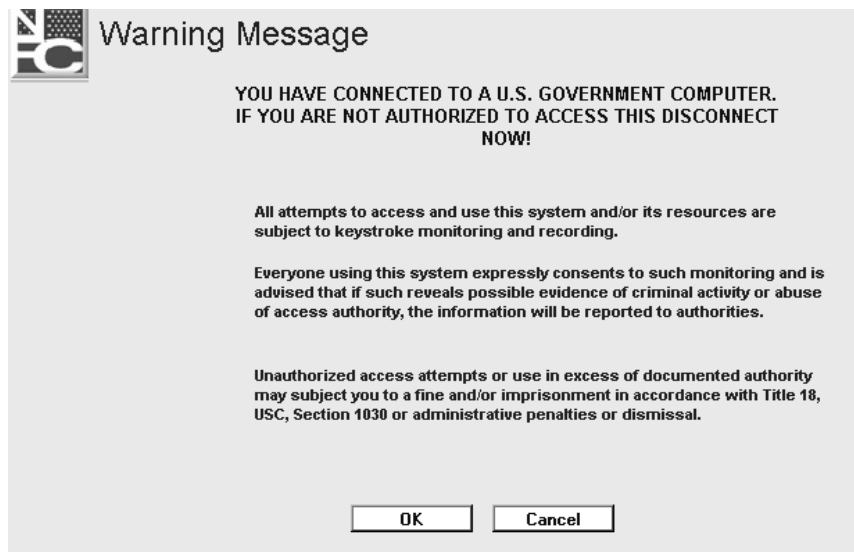 NFC
Warning Message
YOU HAVE CONNECTED TO A U.S. GOVERNMENT COMPUTER.
IF YOU ARE NOT AUTHORIZED TO ACCESS THIS DISCONNECT
NOW!
All attempts to access and use this system and/or its resources are
subject to keystroke monitoring and recording.
Everyone using this system expressly consents to such monitoring and is
advised that if such reveals possible evidence of criminal activity or abuse
of access authority, the information will be reported to authorities.
Unauthorized access attempts or use in excess of documented authority
may subject you to a fine and/or imprisonment in accordance with Title 18,
USC, Section 1030 or administrative penalties or dismissal.
OK Cancel